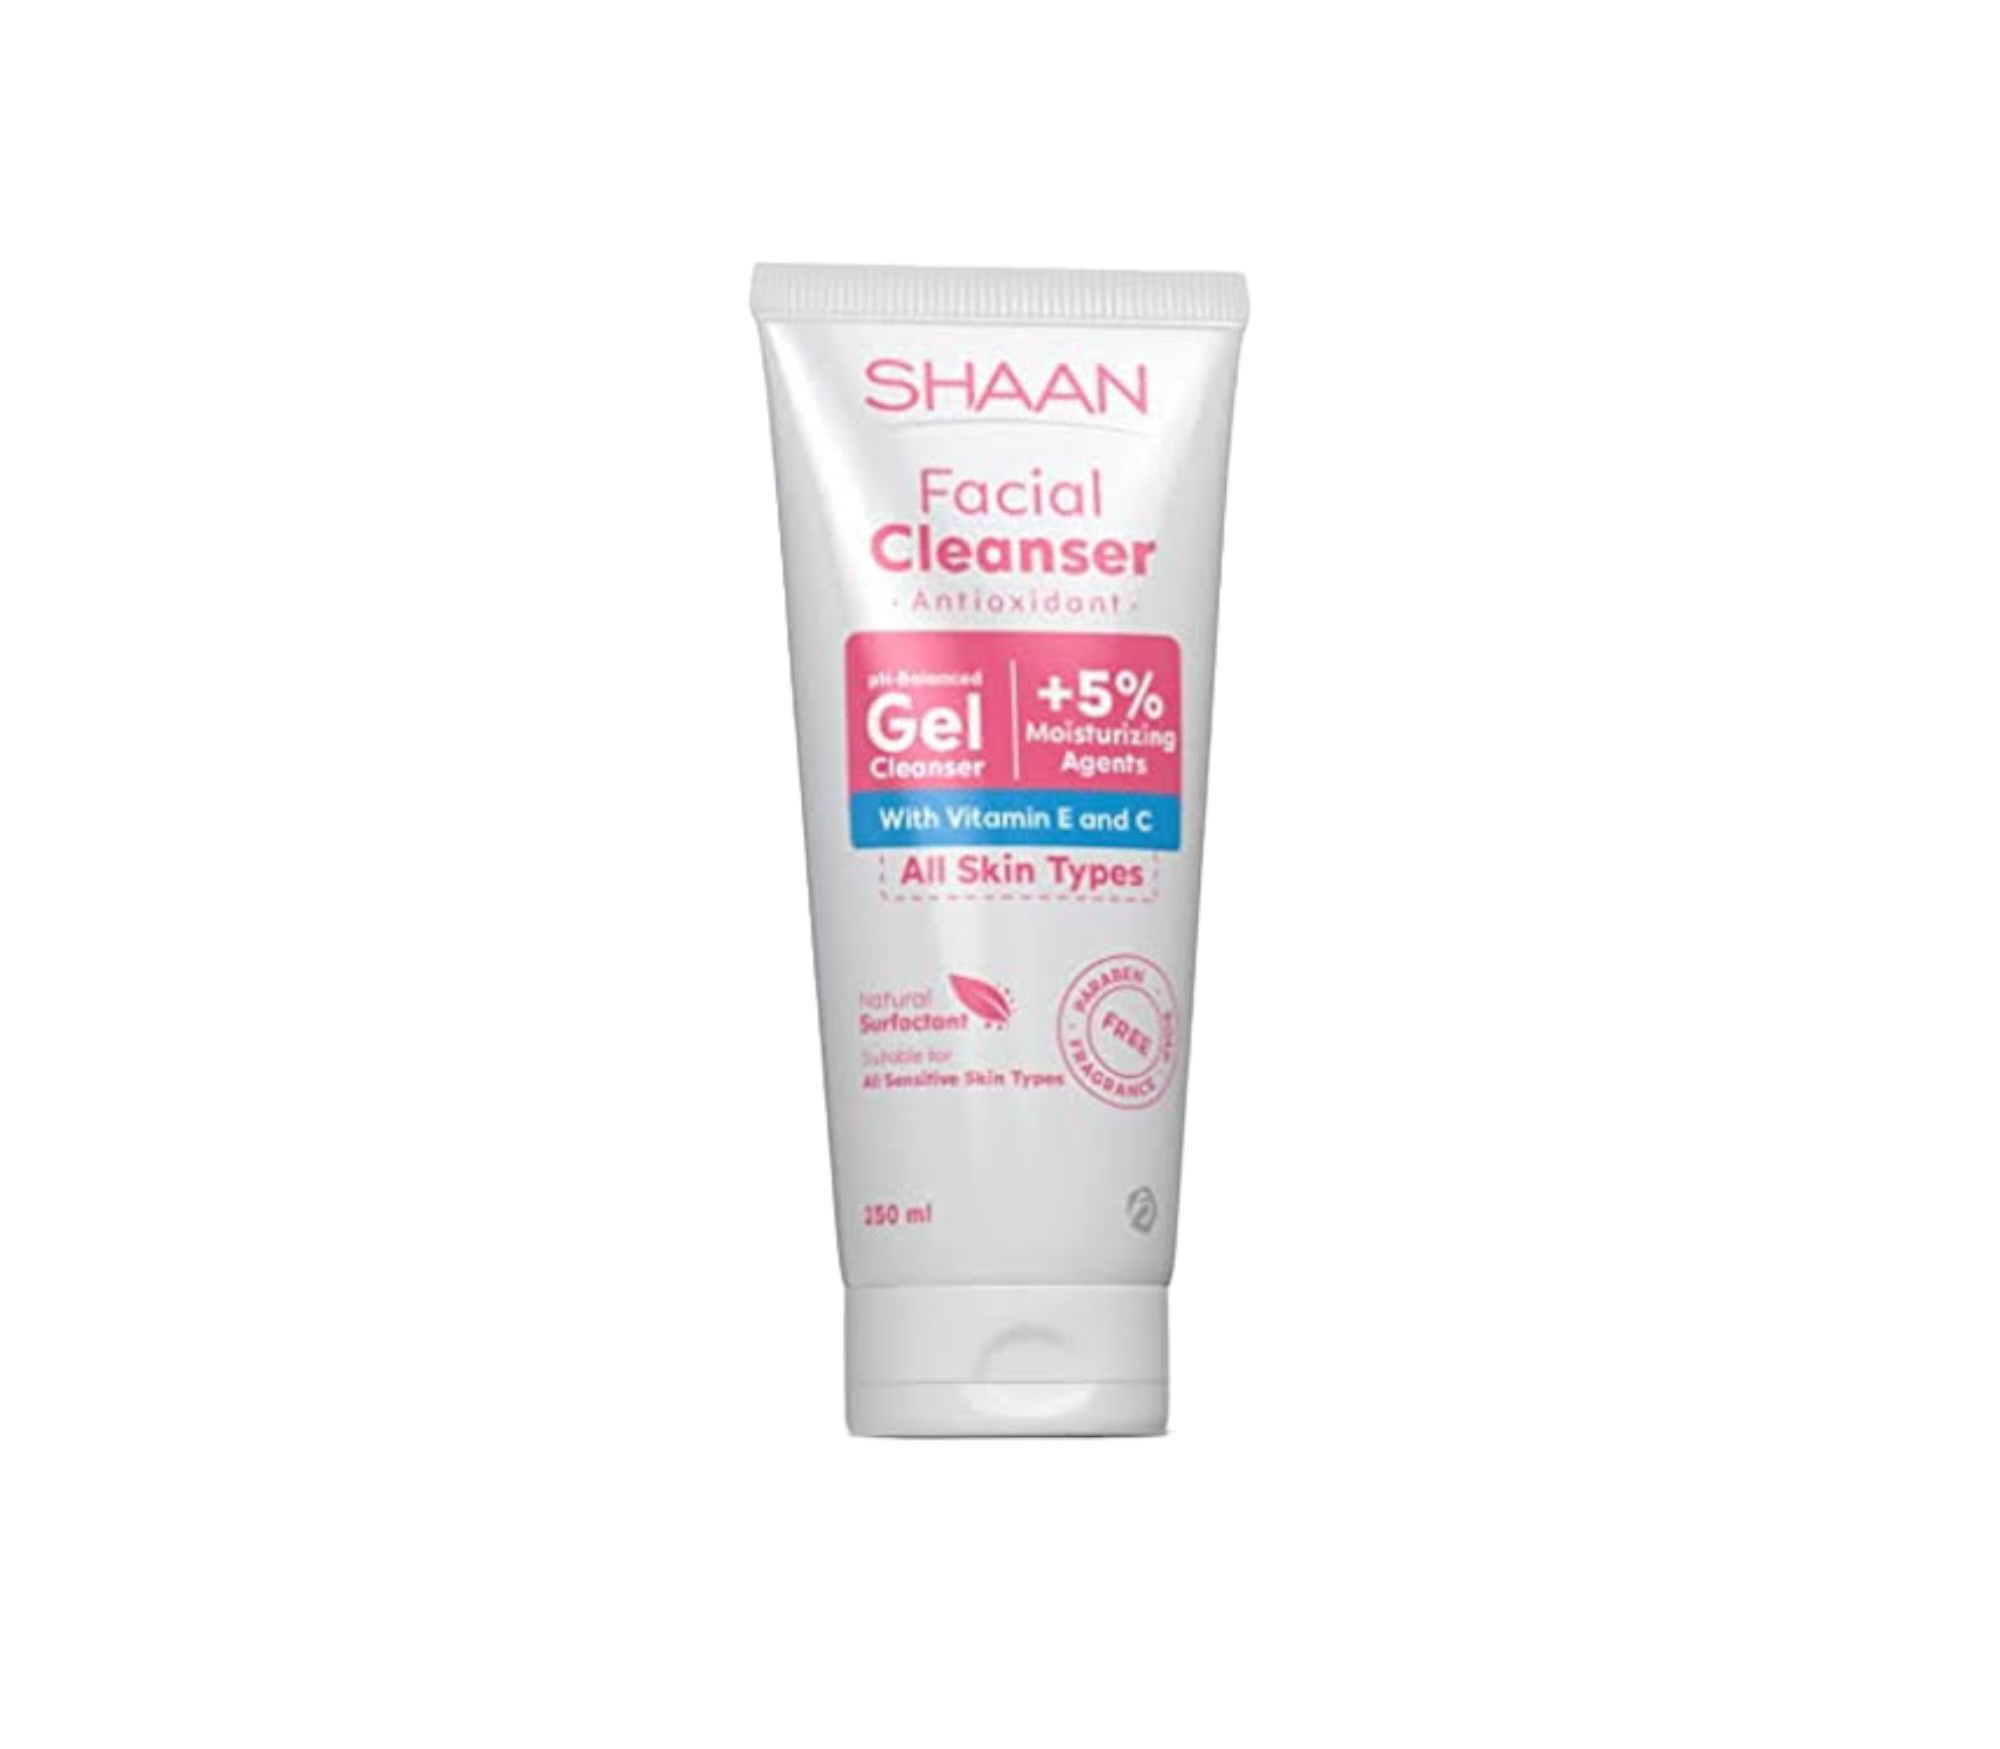 SHAAN
Facial
Cleanser
· Antioxidant ·
pH-Balanced
Gel
Cleanser
+5%
Moisturizing
Agents
With Vitamin E and C
All Skin Types
Natural
Surfactant
Suitable for
All Sensitive Skin Types
PARABEN
FRAGRANCE
FREE
250 ml